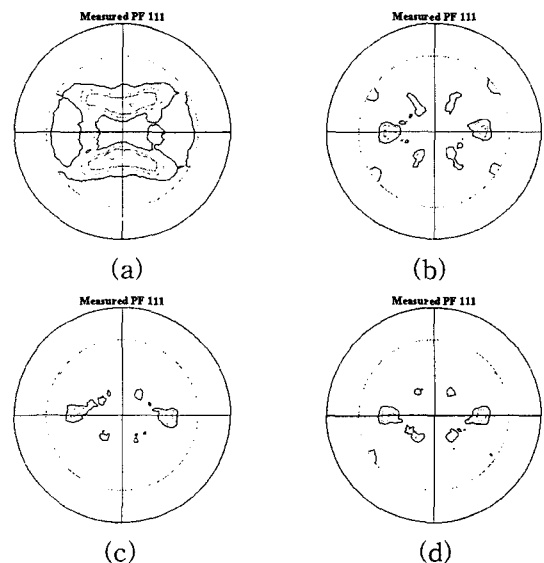 Measured PF 111
Measured PF 111
(a)
(b)
Measured PF 111
Measured PF 111
(c)
(d)